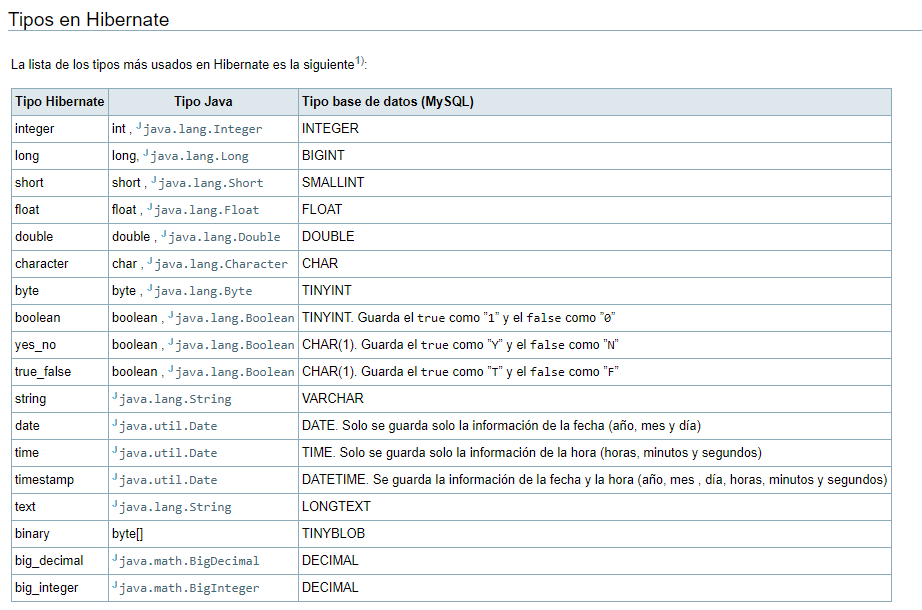 Tipos en Hibernate
La lista de los tipos más usados en Hibernate es la siguiente1):
Tipo Hibernate Tipo Java Tipo base de datos (MySQL)
integer int , java.lang.Integer INTEGER
long long, java.lang.Long BIGINT
short short , java.lang.Short SMALLINT
float float , java.lang.Float FLOAT
double double , java.lang.Double DOUBLE
character char , java.lang.Character CHAR
byte byte , java.lang.Byte TINYINT
boolean boolean , java.lang.Boolean TINYINT. Guarda el true como "1" y el false como "0"
yes_no boolean , java.lang.Boolean CHAR(1). Guarda el true como "Y" y el false como "N"
true_false boolean , java.lang.Boolean CHAR(1). Guarda el true como "T" y el false como "F"
string java.lang.String VARCHAR
date java.util.Date DATE. Solo se guarda solo la información de la fecha (año, mes y día)
time java.util.Date TIME. Solo se guarda solo la información de la hora (horas, minutos y segundos)
timestamp java.util.Date DATETIME. Se guarda la información de la fecha y la hora (año, mes , día, horas, minutos y segundos)
text java.lang.String LONGTEXT
binary byte[] TINYBLOB
big_decimal java.math.BigDecimal DECIMAL
big_integer java.math.BigInteger DECIMAL